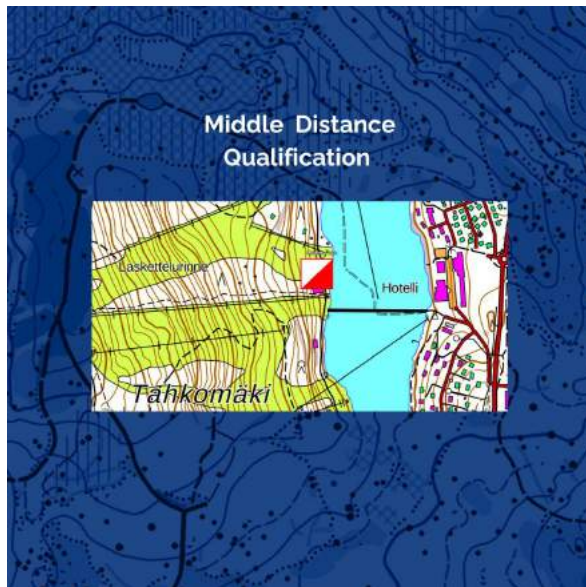 Middle Distance
Qualification
Laskettelurinne
Hotelli
Tahkomäki